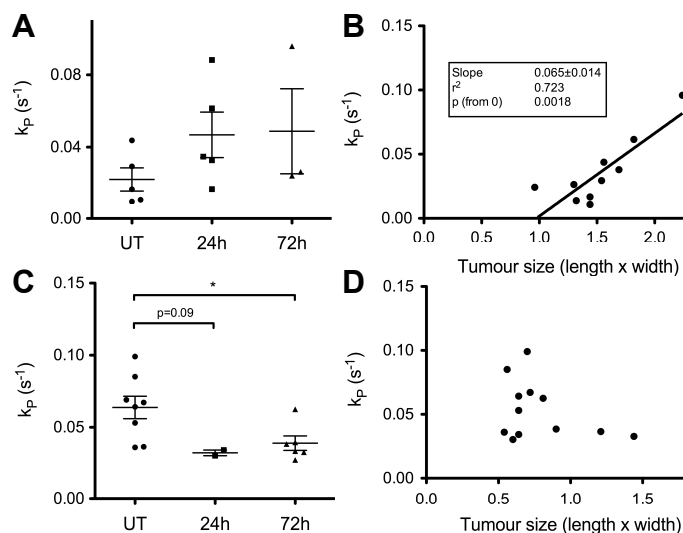 A
k_P (s⁻¹)
0.08
0.04
0.00
UT 24h 72h
B
k_P (s⁻¹)
0.15
0.10
0.05
0.00
Slope 0.065±0.014
r² 0.723
p (from 0) 0.0018
0.0 0.5 1.0 1.5 2.0
Tumour size (length x width)
C
k_P (s⁻¹)
0.15
0.10
0.05
0.00
*
p=0.09
UT 24h 72h
D
k_P (s⁻¹)
0.15
0.10
0.05
0.00
0.0 0.5 1.0 1.5
Tumour size (length x width)